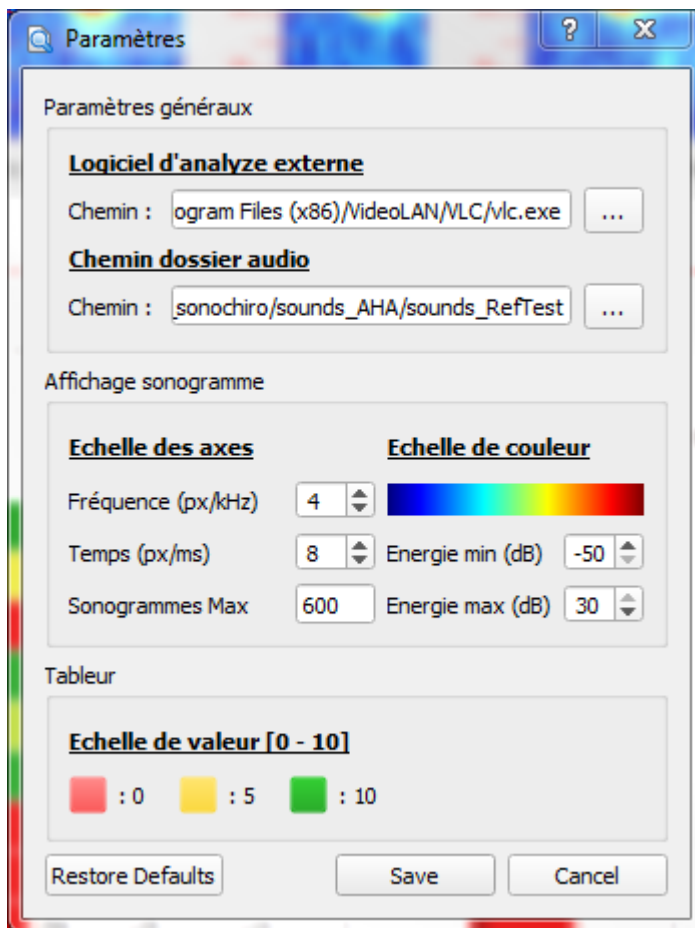 Paramètres
Paramètres généraux
Logiciel d'analyze externe
Chemin : ogram Files (x86)/VideoLAN/VLC/vlc.exe ...
Chemin dossier audio
Chemin : _sonochiro/sounds_AHA/sounds_RefTest ...
Affichage sonogramme
Echelle des axes Echelle de couleur
Fréquence (px/kHz) 4
Temps (px/ms) 8 Energie min (dB) -50
Sonogrammes Max 600 Energie max (dB) 30
Tableur
Echelle de valeur [0 - 10]
: 0 : 5 : 10
Restore Defaults Save Cancel